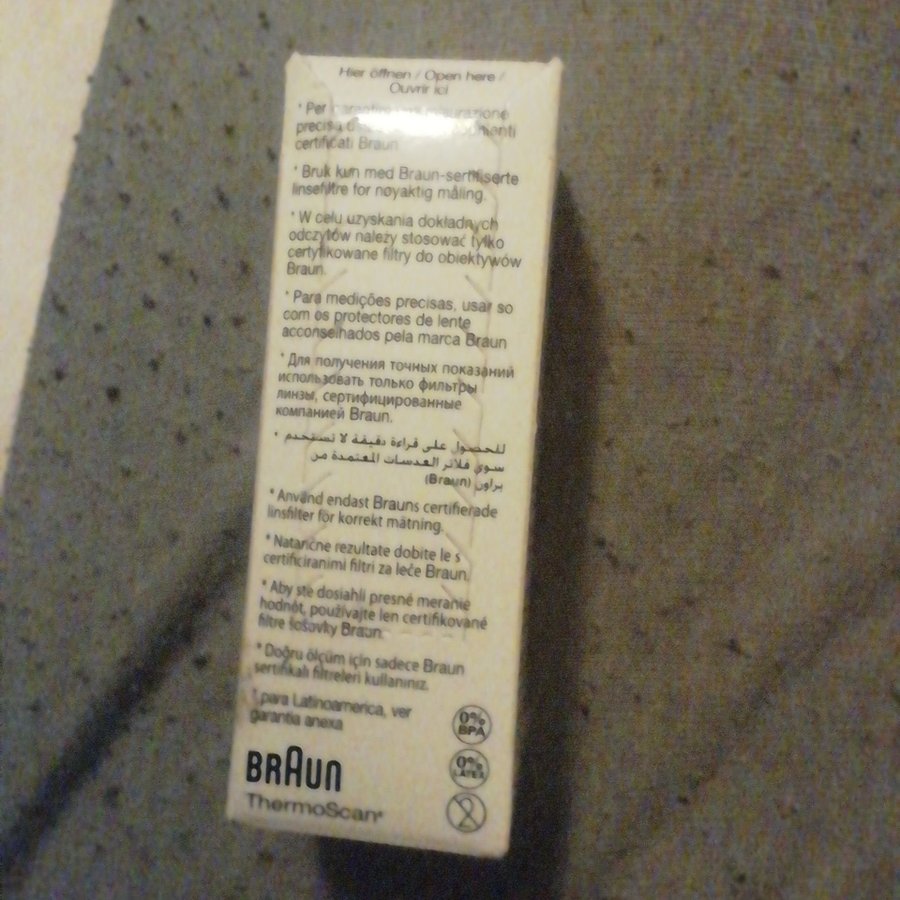 Hier öffnen / Open here /
Ouvrir ici
* Per garantire misurazione
precisa
certificati Braun
* Bruk kun med Braun-sertifiserte
linsefiltre for nøyaktig måling.
* W celu uzyskania dokładnych
odczytów należy stosować tylko
certyfikowane filtry do obiektywów
Braun.
* Para medições precisas, usar so
com os protectores de lente
aconselhados pela marca Braun
* Для получения точных показаний
использовать только фильтры
линзы, сертифицированные
компанией Braun.
* للحصول على قراءة دقيقة لا تستخدم
سوى فلاتر العدسات المعتمدة من
براون (Braun)
* Använd endast Brauns certifierade
linsfilter för korrekt mätning.
* Natančne rezultate dobite le s
certificiranimi filtri za leče Braun.
* Aby ste dosiahli presné meranie
hodnôt, používajte len certifikované
filtre šošovky Braun.
* Doğru ölçüm için sadece Braun
sertifikalı filtreleri kullanınız.
* para Latinoamerica, ver
garantia anexa
0%
BPA
0%
LATEX
2
BRAUN
ThermoScan®